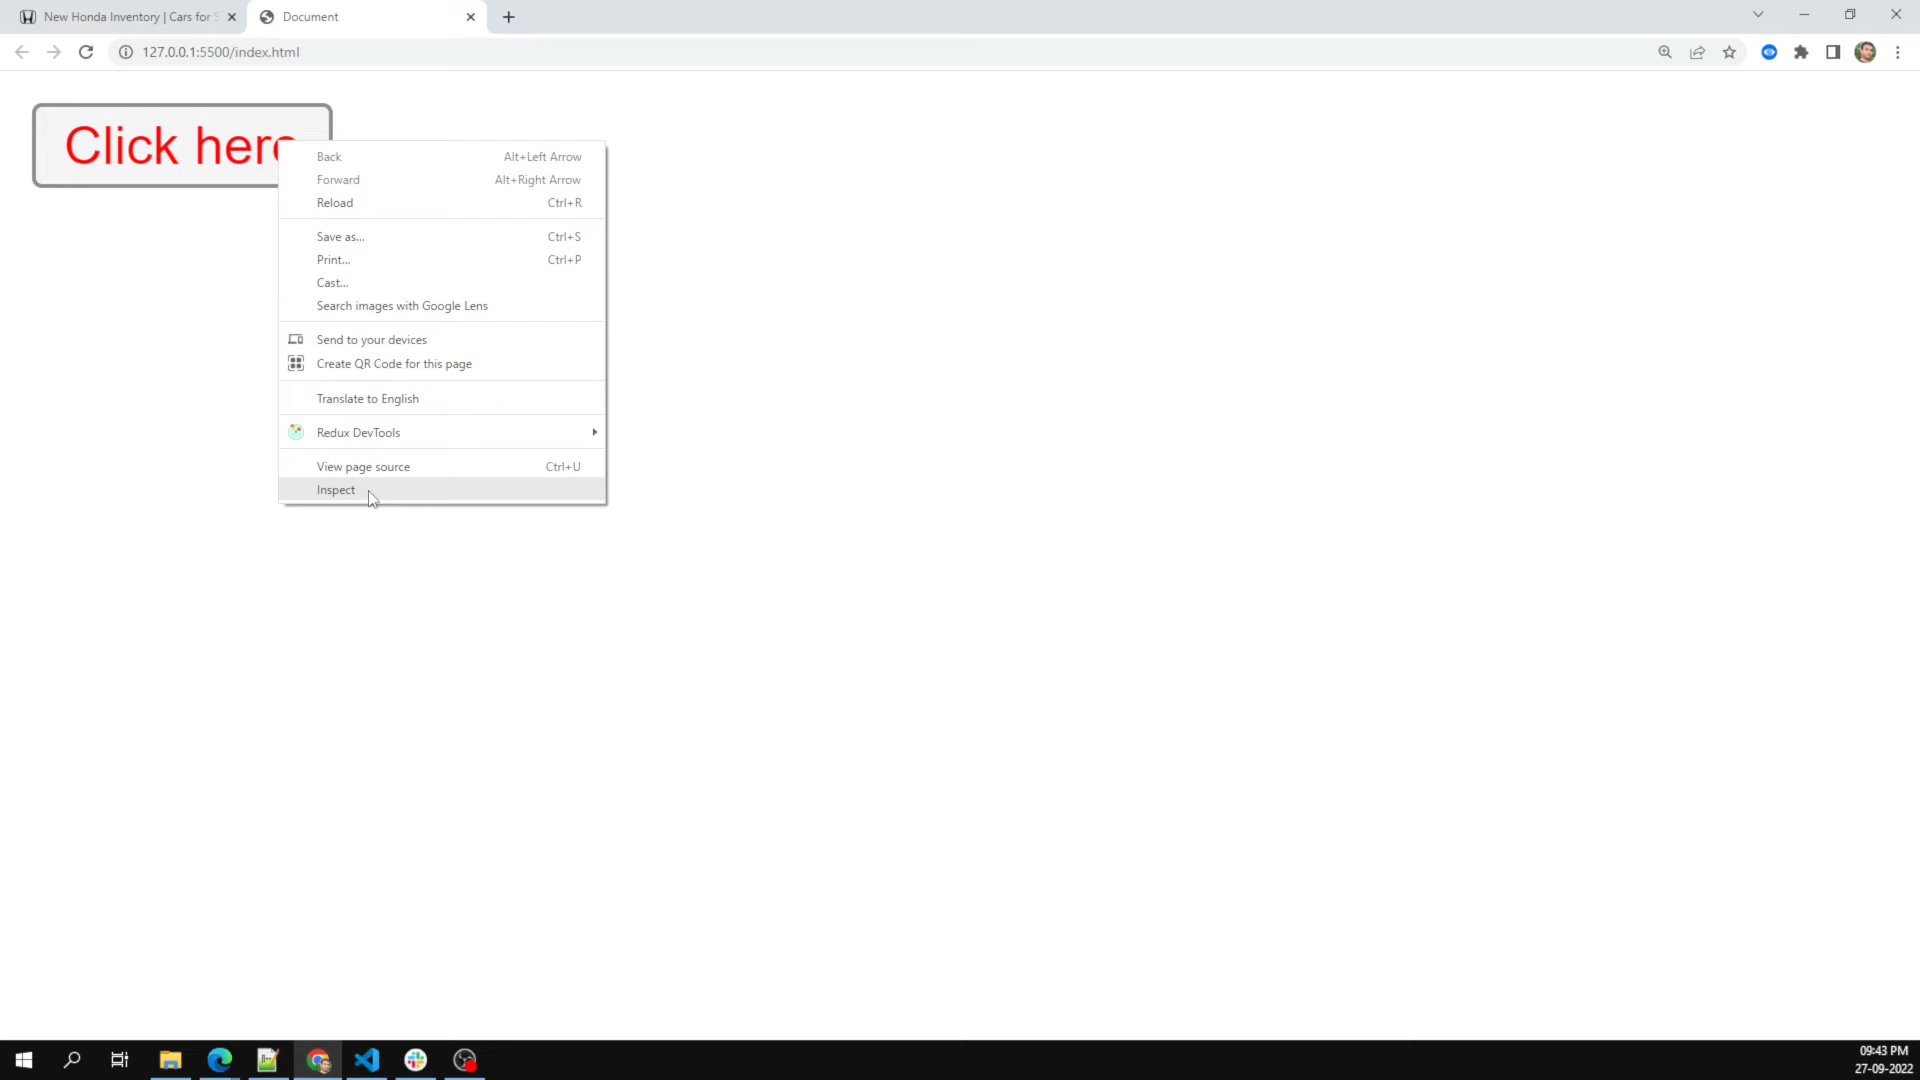 New Honda Inventory | Cars for S
Document
127.0.0.1:5500/index.html
Click here
Back Alt+Left Arrow
Forward Alt+Right Arrow
Reload Ctrl+R
Save as... Ctrl+S
Print... Ctrl+P
Cast...
Search images with Google Lens
Send to your devices
Create QR Code for this page
Translate to English
Redux DevTools
View page source Ctrl+U
Inspect
09:43 PM
27-09-2022